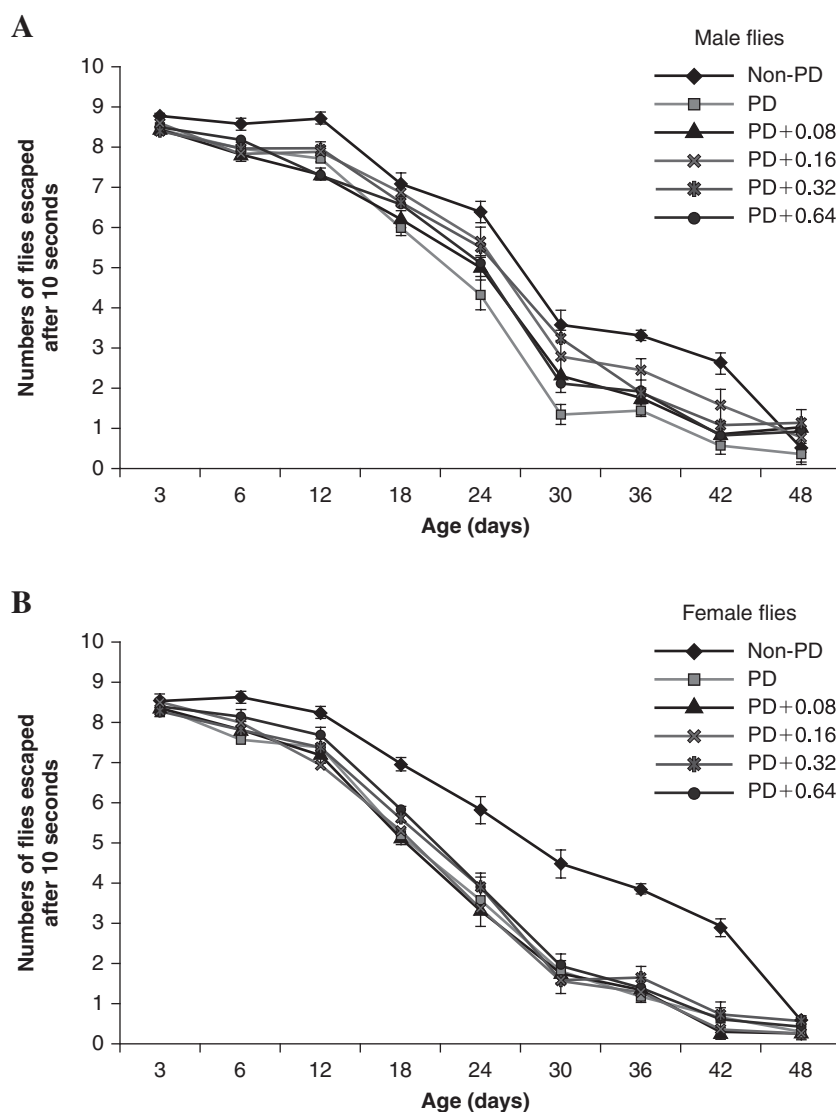 A
Male flies
10
9
8
7
6
5
4
3
2
1
0
Numbers of flies escaped
after 10 seconds
Non-PD
PD
PD+0.08
PD+0.16
PD+0.32
PD+0.64
3 6 12 18 24 30 36 42 48
Age (days)
B
Female flies
10
9
8
7
6
5
4
3
2
1
0
Numbers of flies escaped
after 10 seconds
Non-PD
PD
PD+0.08
PD+0.16
PD+0.32
PD+0.64
3 6 12 18 24 30 36 42 48
Age (days)